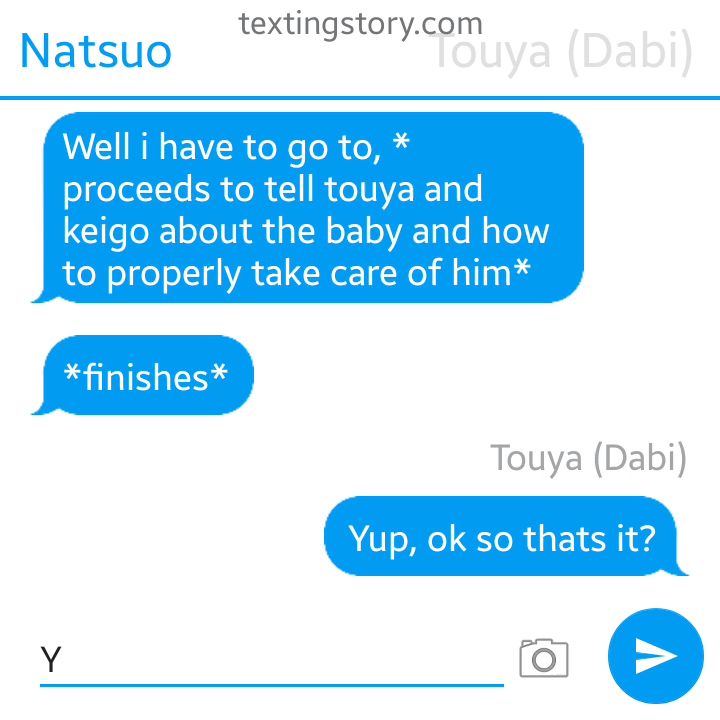 textingstory.com
Natsuo
Touya (Dabi)
Well i have to go to, *
proceeds to tell touya and
keigo about the baby and how
to properly take care of him*
*finishes*
Touya (Dabi)
Yup, ok so thats it?
Y